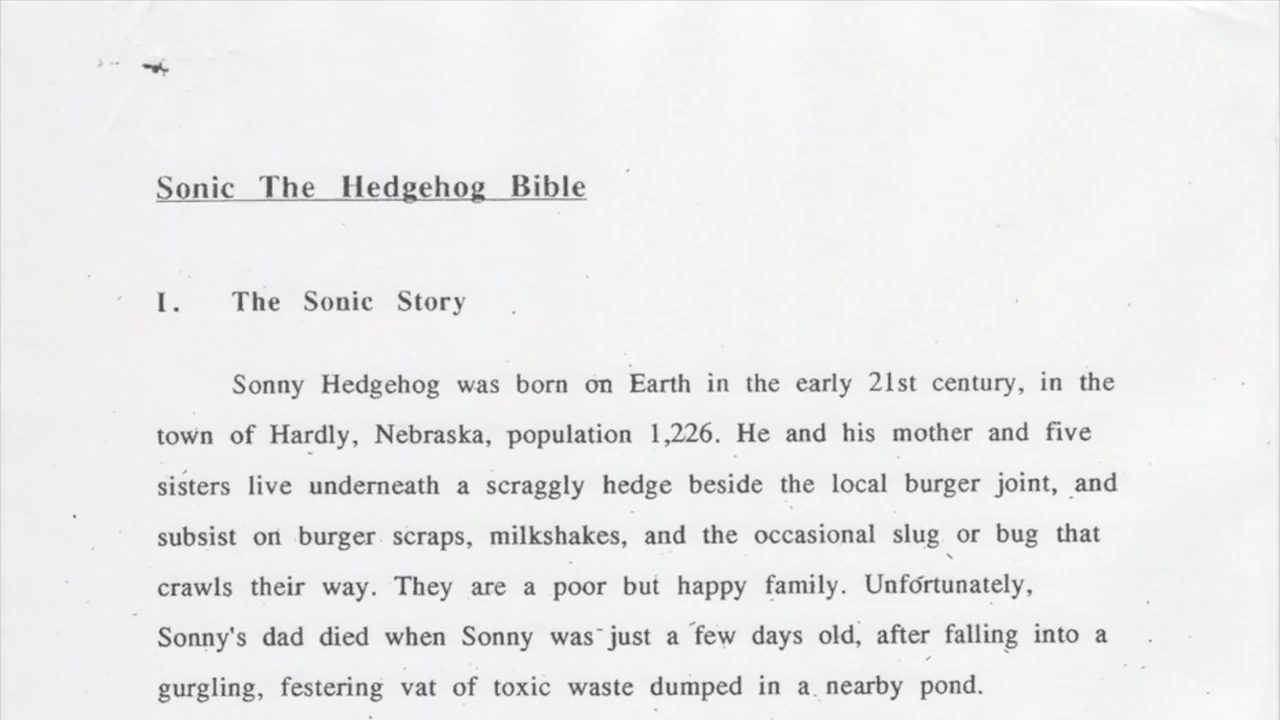 Sonic The Hedgehog Bible
I. The Sonic Story
Sonny Hedgehog was born on Earth in the early 21st century, in the
town of Hardly, Nebraska, population 1,226. He and his mother and five
sisters live underneath a scraggly hedge beside the local burger joint, and
subsist on burger scraps, milkshakes, and the occasional slug or bug that
crawls their way. They are a poor but happy family. Unfortunately,
Sonny's dad died when Sonny was just a few days old, after falling into a
gurgling, festering vat of toxic waste dumped in a nearby pond.